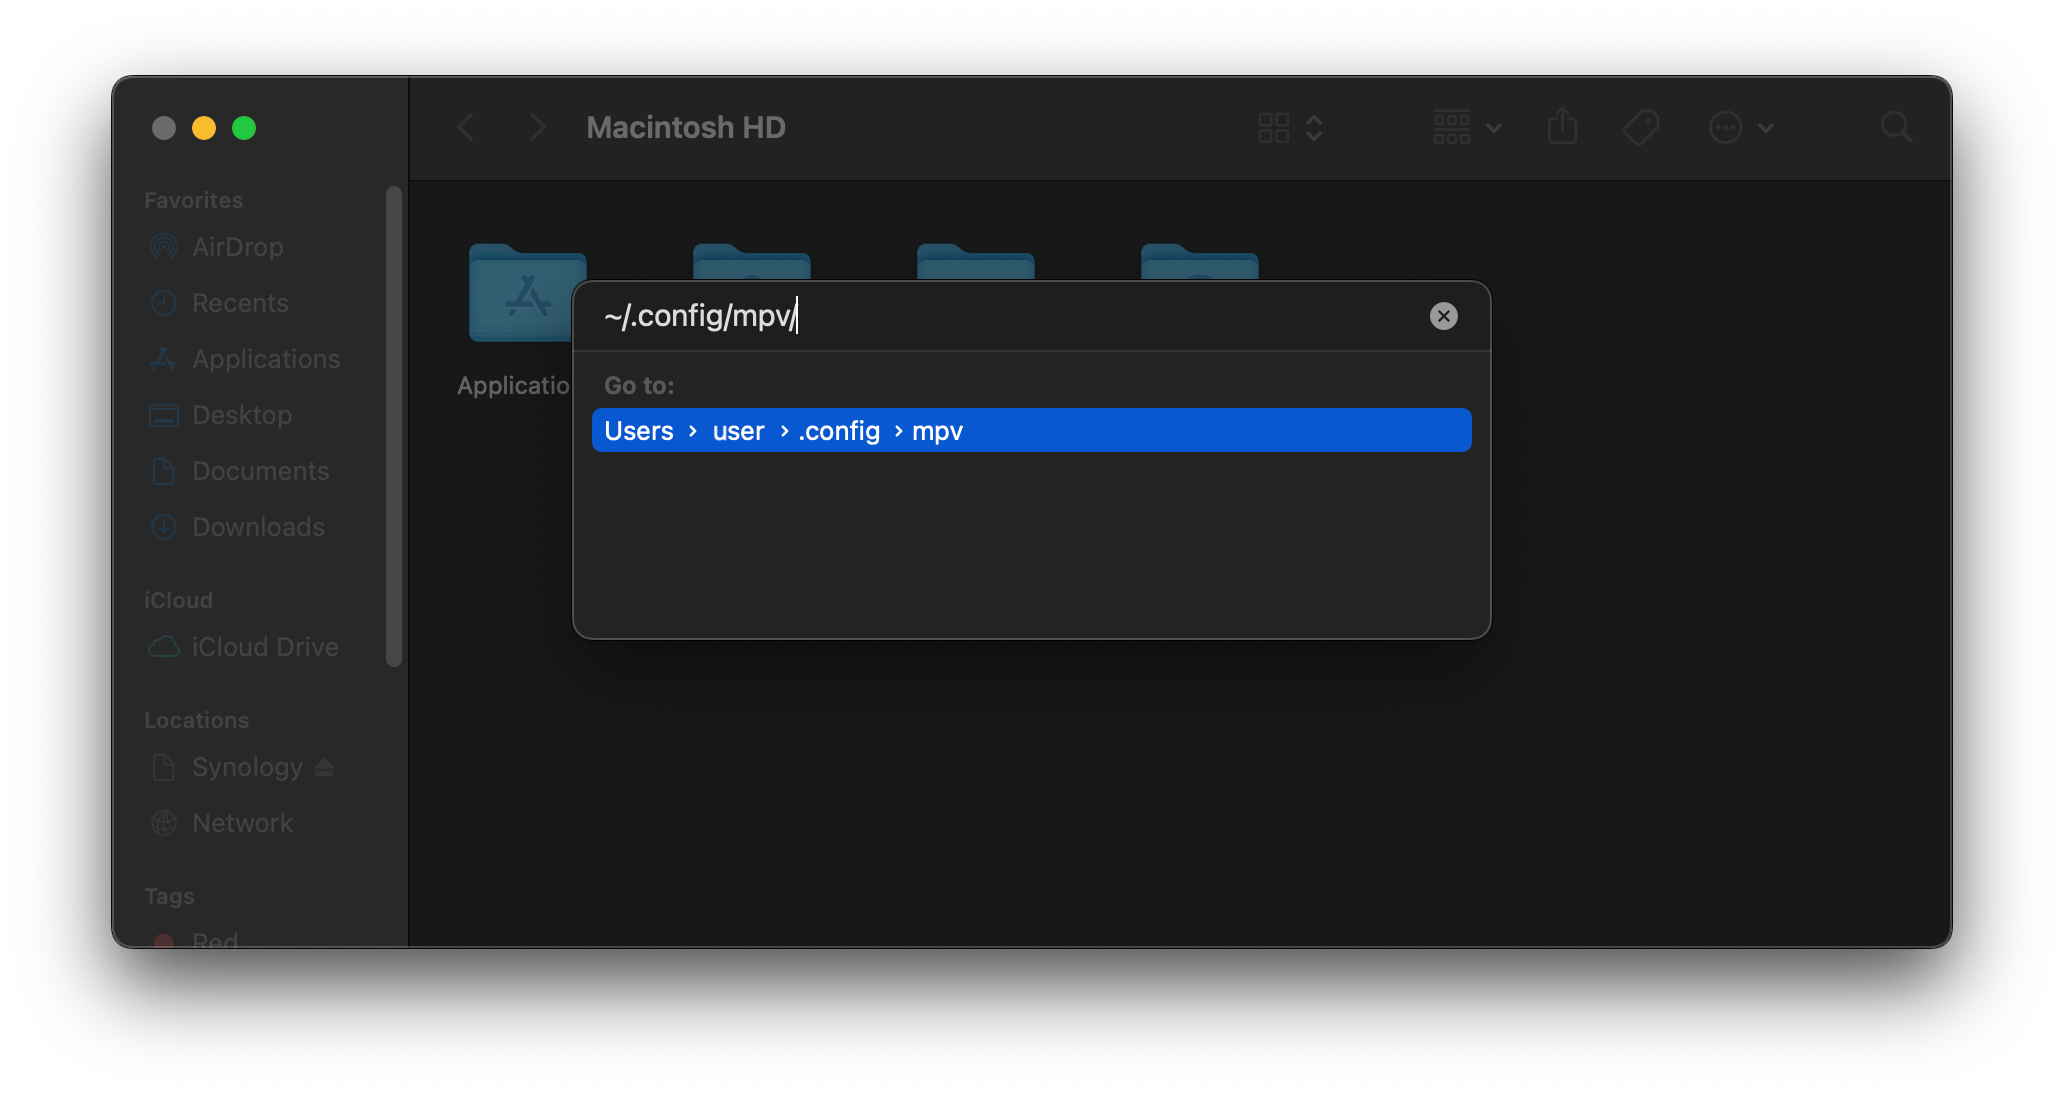 Macintosh HD
Favorites
AirDrop
Recents
Applications
Desktop
Documents
Downloads
iCloud
iCloud Drive
Locations
Synology
Network
Tags
Red
Applicatio
~/.config/mpv/
Go to:
Users › user › .config › mpv